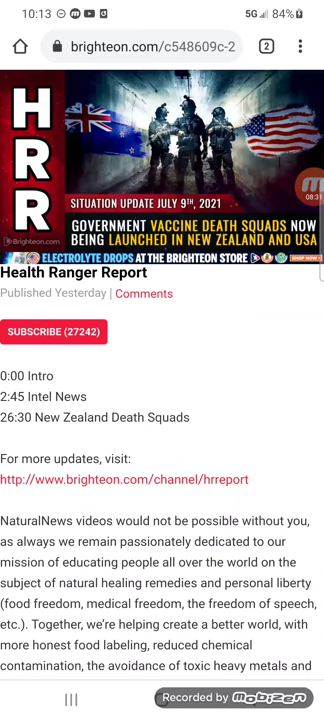 10:13
5G 84%
brighteon.com/c548609c-2
2
HRR
08:31
SITUATION UPDATE JULY 9TH, 2021
GOVERNMENT VACCINE DEATH SQUADS NOW
BEING LAUNCHED IN NEW ZEALAND AND USA
Brighteon.com
ELECTROLYTE DROPS AT THE BRIGHTEON STORE SHOP NOW
Health Ranger Report
Published Yesterday | Comments
SUBSCRIBE (27242)
0:00 Intro
2:45 Intel News
26:30 New Zealand Death Squads
For more updates, visit:
http://www.brighteon.com/channel/hrreport
NaturalNews videos would not be possible without you,
as always we remain passionately dedicated to our
mission of educating people all over the world on the
subject of natural healing remedies and personal liberty
(food freedom, medical freedom, the freedom of speech,
etc.). Together, we're helping create a better world, with
more honest food labeling, reduced chemical
contamination, the avoidance of toxic heavy metals and
Recorded by mobizen